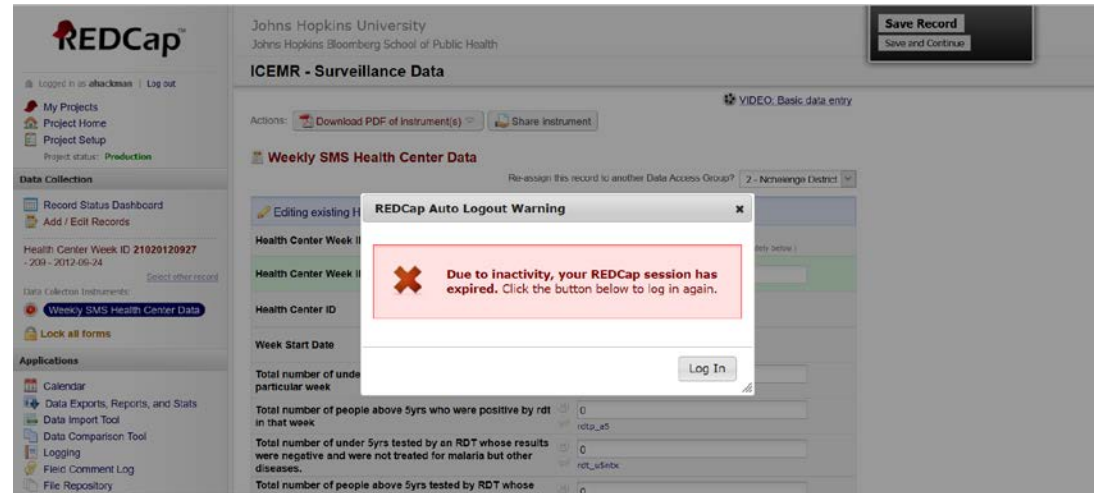 REDCap
Logged in as ahackman | Log out
My Projects
Project Home
Project Setup
Project status: Production
Data Collection
Record Status Dashboard
Add / Edit Records
Health Center Week ID 21020120927
- 209 - 2012-09-24
Select other record
Data Collection Instruments:
Weekly SMS Health Center Data
Lock all forms
Applications
Calendar
Data Exports, Reports, and Stats
Data Import Tool
Data Comparison Tool
Logging
Field Comment Log
File Repository
Johns Hopkins University
Johns Hopkins Bloomberg School of Public Health
ICEMR - Surveillance Data
Save Record
Save and Continue
VIDEO: Basic data entry
Actions: Download PDF of instrument(s) Share instrument
Weekly SMS Health Center Data
Re-assign this record to another Data Access Group? 2 - Nchelenge District
Editing existing H
REDCap Auto Logout Warning
Health Center Week I
below )
Health Center Week I
Due to inactivity, your REDCap session has
expired. Click the button below to log in again.
Health Center ID
Week Start Date
Log In
Total number of unde
particular week
Total number of people above 5yrs who were positive by rdt
in that week
0
rdtp_a5
Total number of under 5yrs tested by an RDT whose results
were negative and were not treated for malaria but other
diseases.
0
Total number of people above 5yrs tested by RDT whose
0